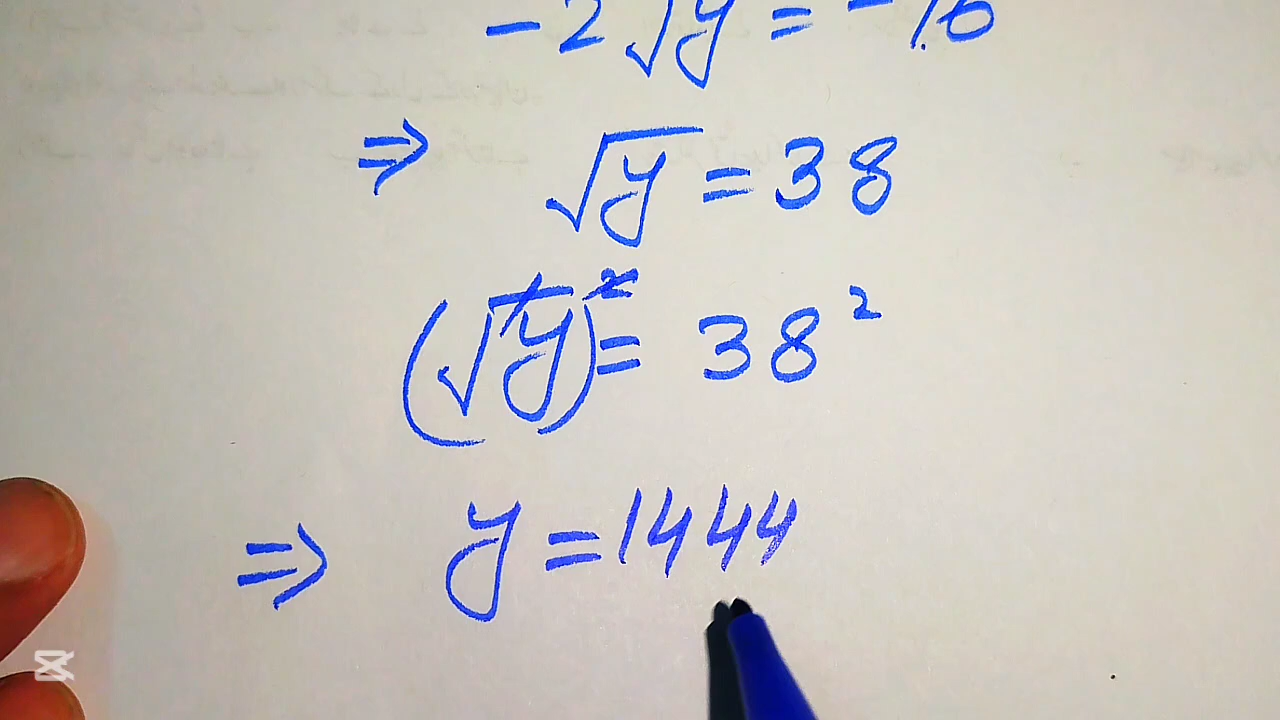 -2√y = -76
⇒ √y = 38
(√y)² = 38²
⇒ y = 1444